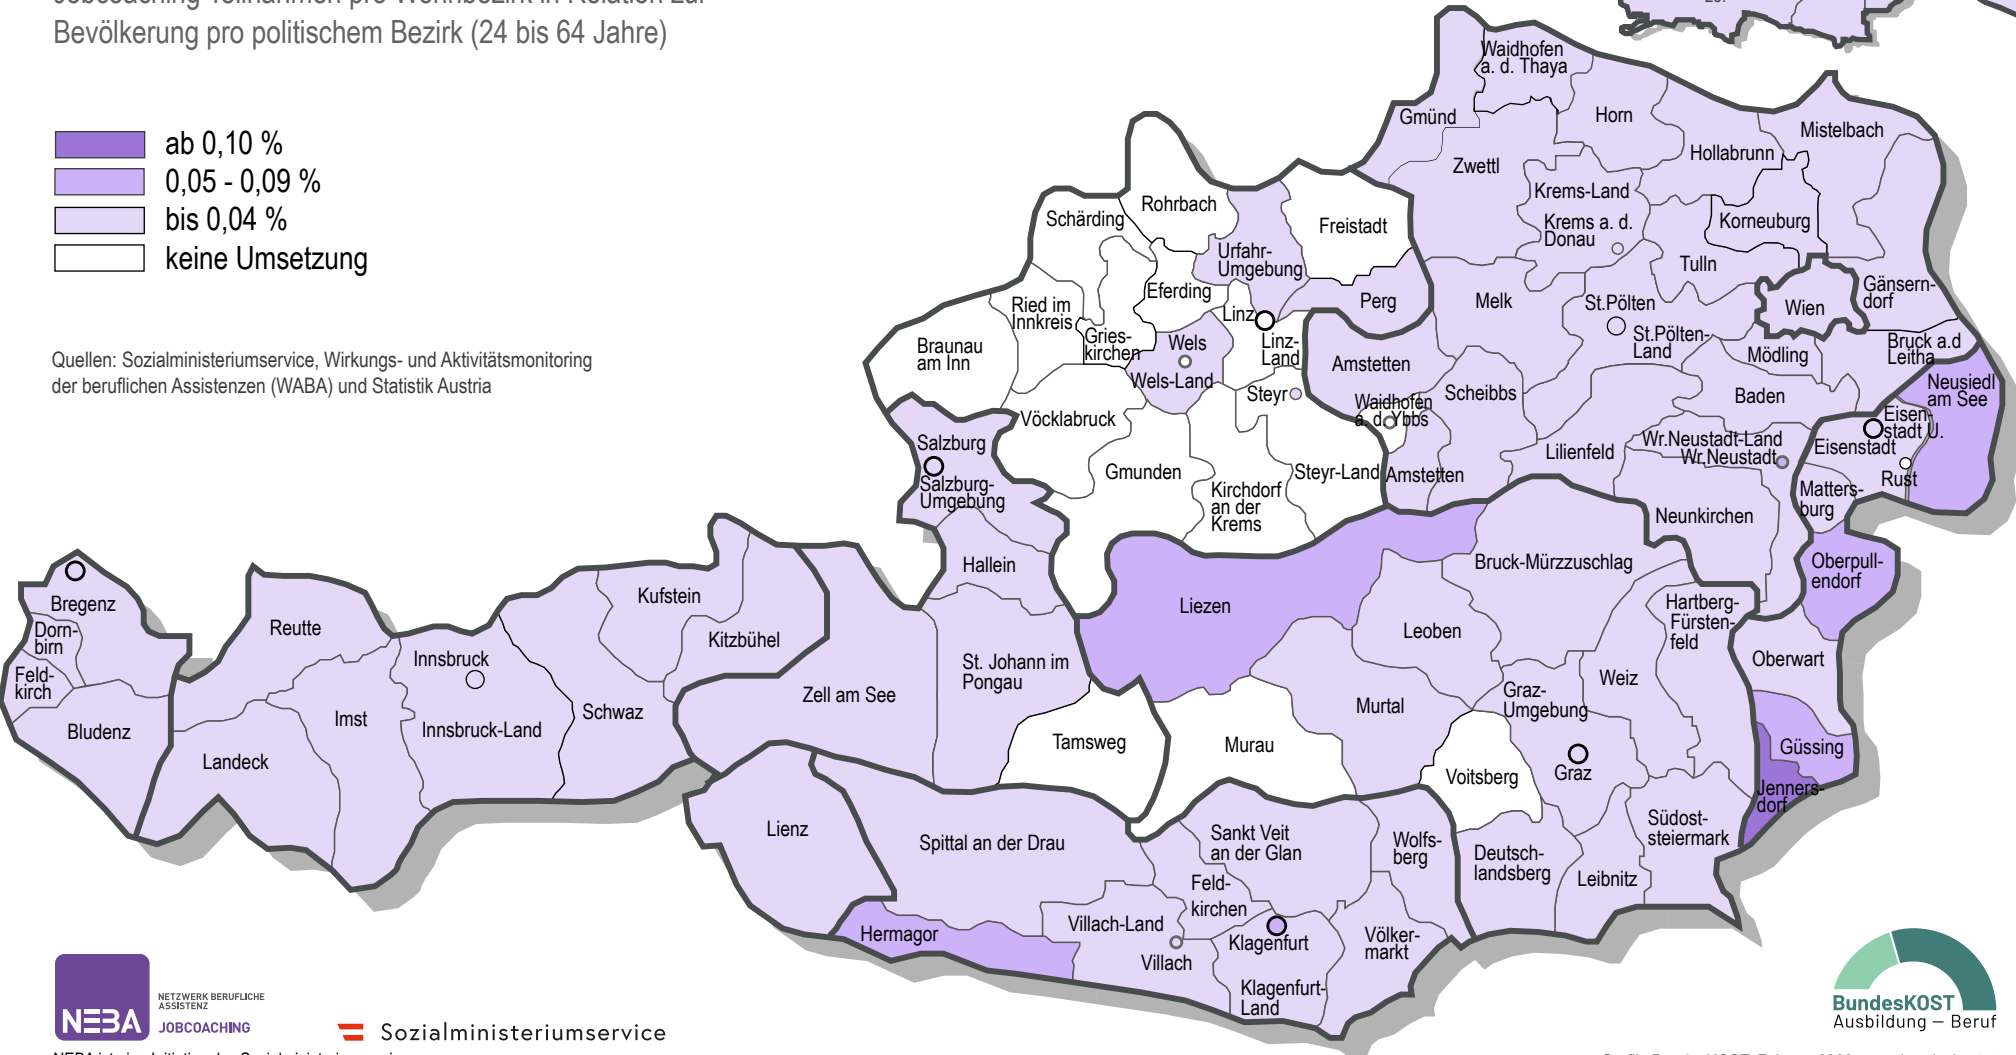 Bevölkerung pro politischem Bezirk (24 bis 64 Jahre)
ab 0,10 %
0,05 - 0,09 %
bis 0,04 %
keine Umsetzung
Quellen: Sozialministeriumservice, Wirkungs- und Aktivitätsmonitoring
der beruflichen Assistenzen (WABA) und Statistik Austria
Waidhofen
a. d. Thaya
Gmünd
Horn
Mistelbach
Hollabrunn
Zwettl
Krems-Land
Krems a. d.
Donau
Korneuburg
Tulln
Gänsern-
dorf
Wien
Melk
St.Pölten
St.Pölten-
Land
Mödling
Bruck a.d
Leitha
Baden
Neusiedl
am See
Eisen-
stadt U.
Eisenstadt
Rust
Matters-
burg
Wr.Neustadt-Land
Wr.Neustadt
Lilienfeld
Scheibbs
Neunkirchen
Amstetten
Waidhofen
a. d. Ybbs
Amstetten
Rohrbach
Schärding
Freistadt
Urfahr-
Umgebung
Perg
Eferding
Ried im
Innkreis
Gries-
kirchen
Linz
Linz-
Land
Wels
Wels-Land
Steyr
Braunau
am Inn
Vöcklabruck
Gmunden
Kirchdorf
an der
Krems
Steyr-Land
Salzburg
Salzburg-
Umgebung
Hallein
Oberpull-
endorf
Bruck-Mürzzuschlag
Liezen
Leoben
Hartberg-
Fürsten-
feld
Oberwart
Weiz
Graz-
Umgebung
Graz
Güssing
Jenners-
dorf
Murtal
Murau
Voitsberg
Südost-
steiermark
Deutsch-
landsberg
Leibnitz
Bregenz
Dorn-
birn
Feld-
kirch
Bludenz
Reutte
Landeck
Imst
Innsbruck
Innsbruck-Land
Schwaz
Kufstein
Kitzbühel
Zell am See
St. Johann im
Pongau
Tamsweg
Lienz
Spittal an der Drau
Hermagor
Sankt Veit
an der Glan
Wolfs-
berg
Feld-
kirchen
Villach-Land
Villach
Klagenfurt
Klagenfurt-
Land
Völker-
markt
NEBA
NETZWERK BERUFLICHE
ASSISTENZ
JOBCOACHING
Sozialministeriumservice
BundesKOST
Ausbildung – Beruf